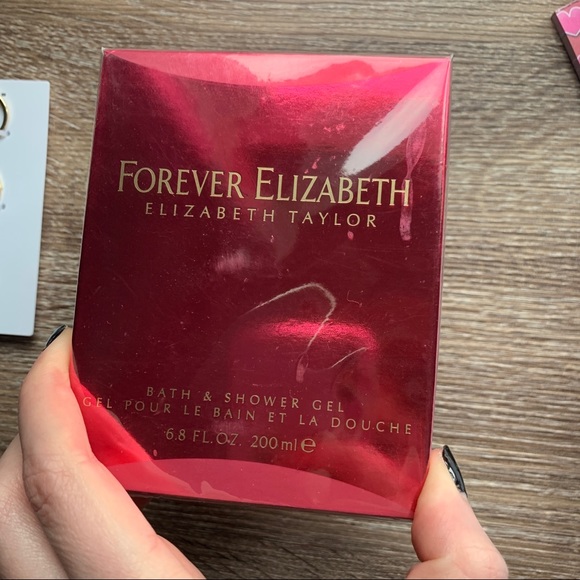 FOREVER ELIZABETH
ELIZABETH TAYLOR
BATH & SHOWER GEL
GEL POUR LE BAIN ET LA DOUCHE
6.8 FL.OZ. 200 ml ℮